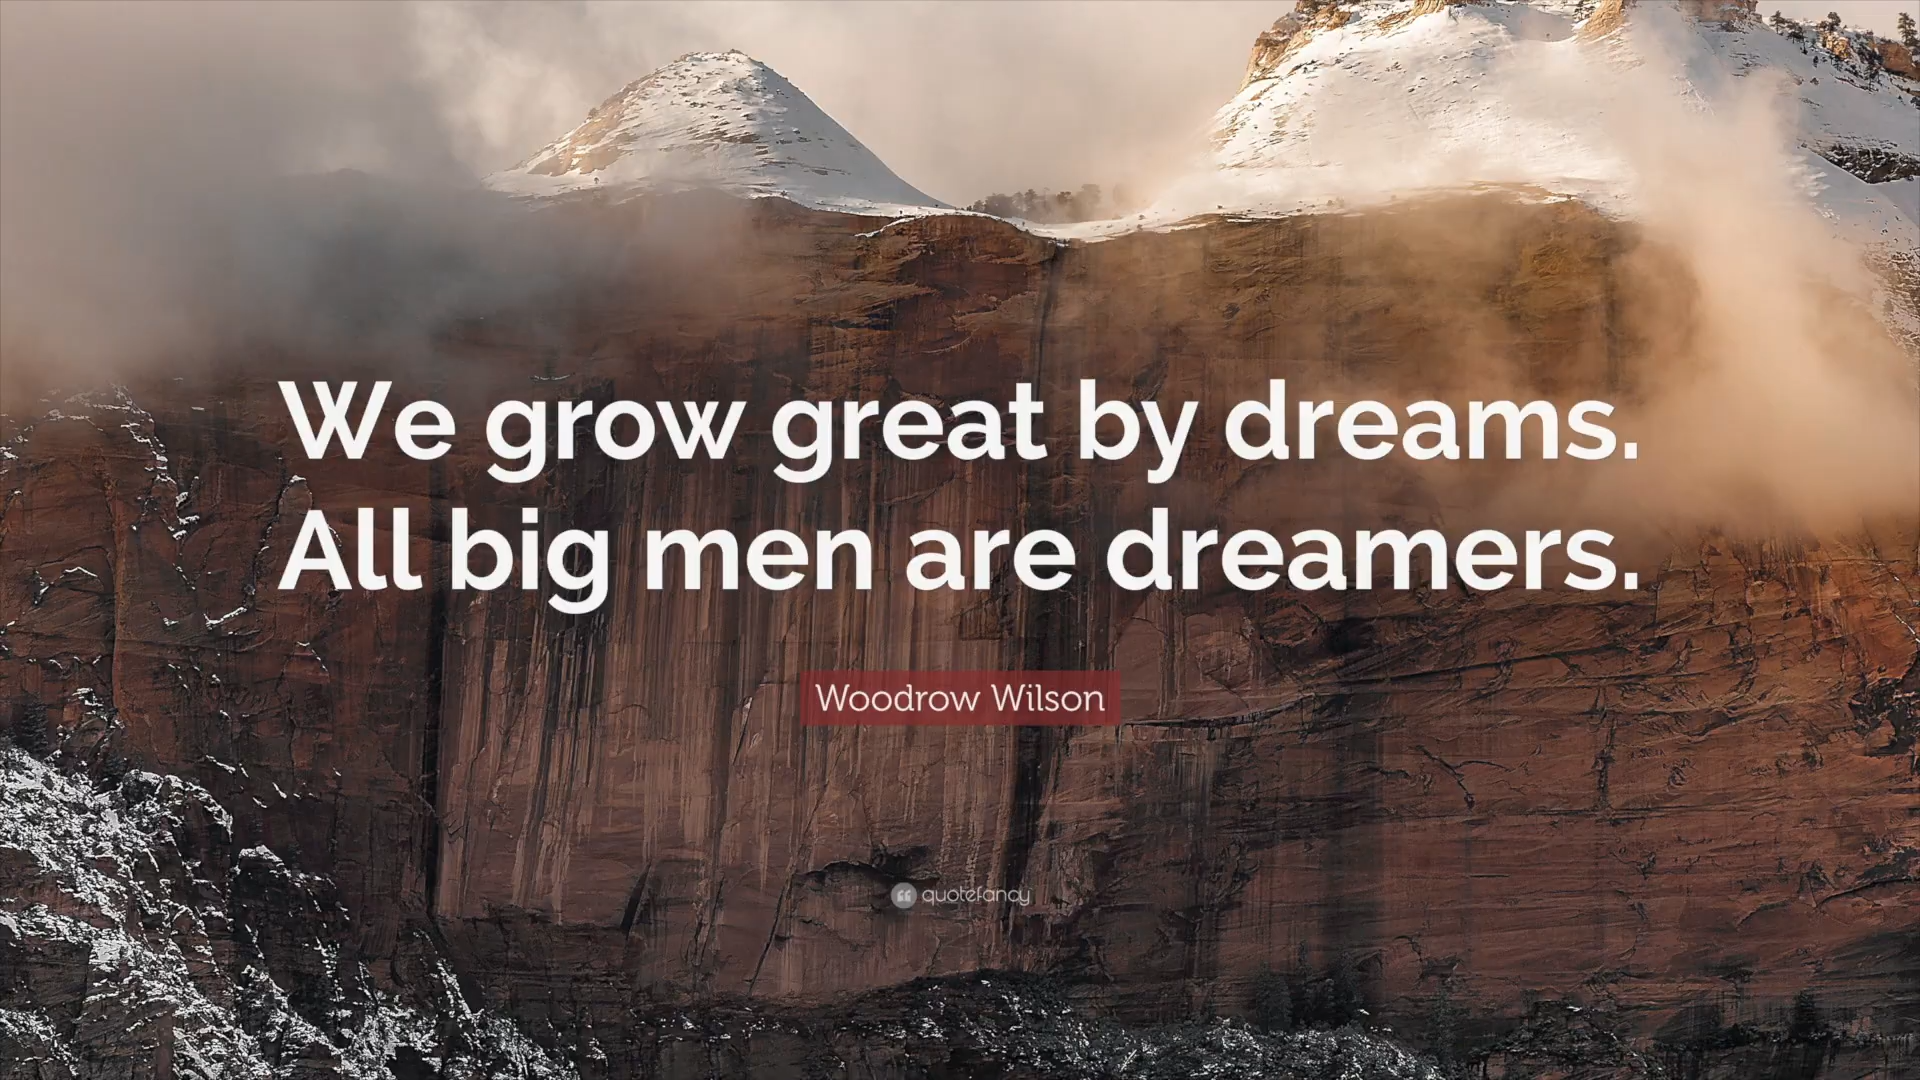 We grow great by dreams.
All big men are dreamers.
Woodrow Wilson
quotefancy